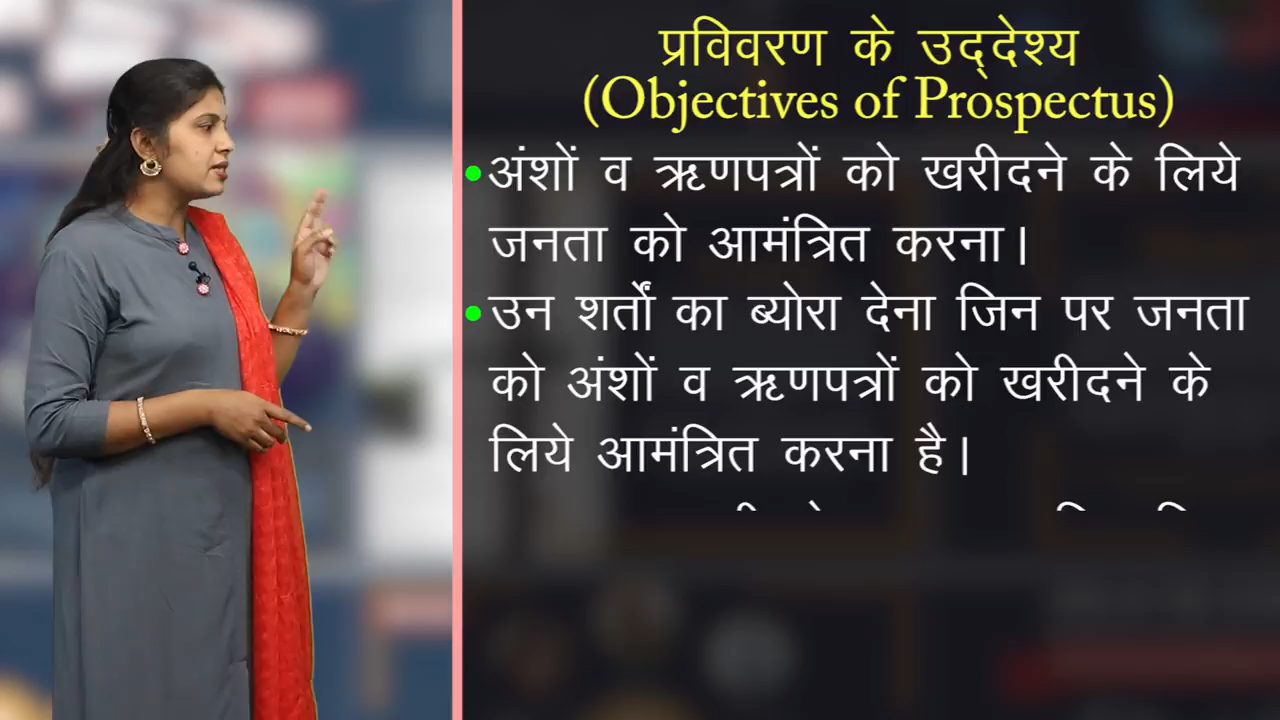 प्रविवरण के उद्देश्य
(Objectives of Prospectus)
•अंशों व ऋणपत्रों को खरीदने के लिये
जनता को आमंत्रित करना।
•उन शर्तों का ब्योरा देना जिन पर जनता
को अंशों व ऋणपत्रों को खरीदने के
लिये आमंत्रित करना है।